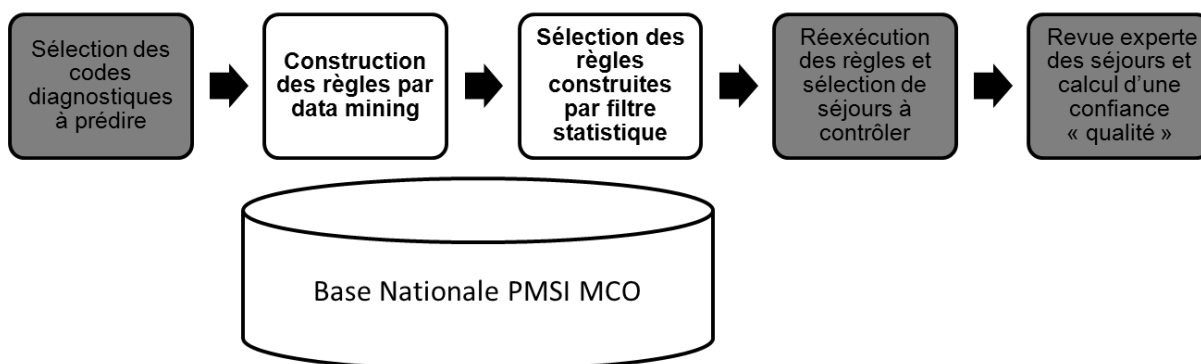 Sélection des
codes
diagnostiques
à prédire
Construction
des règles par
data mining
Sélection des
règles
construites
par filtre
statistique
Réexécution
des règles et
sélection de
séjours à
contrôler
Revue experte
des séjours et
calcul d'une
confiance
« qualité »
Base Nationale PMSI MCO